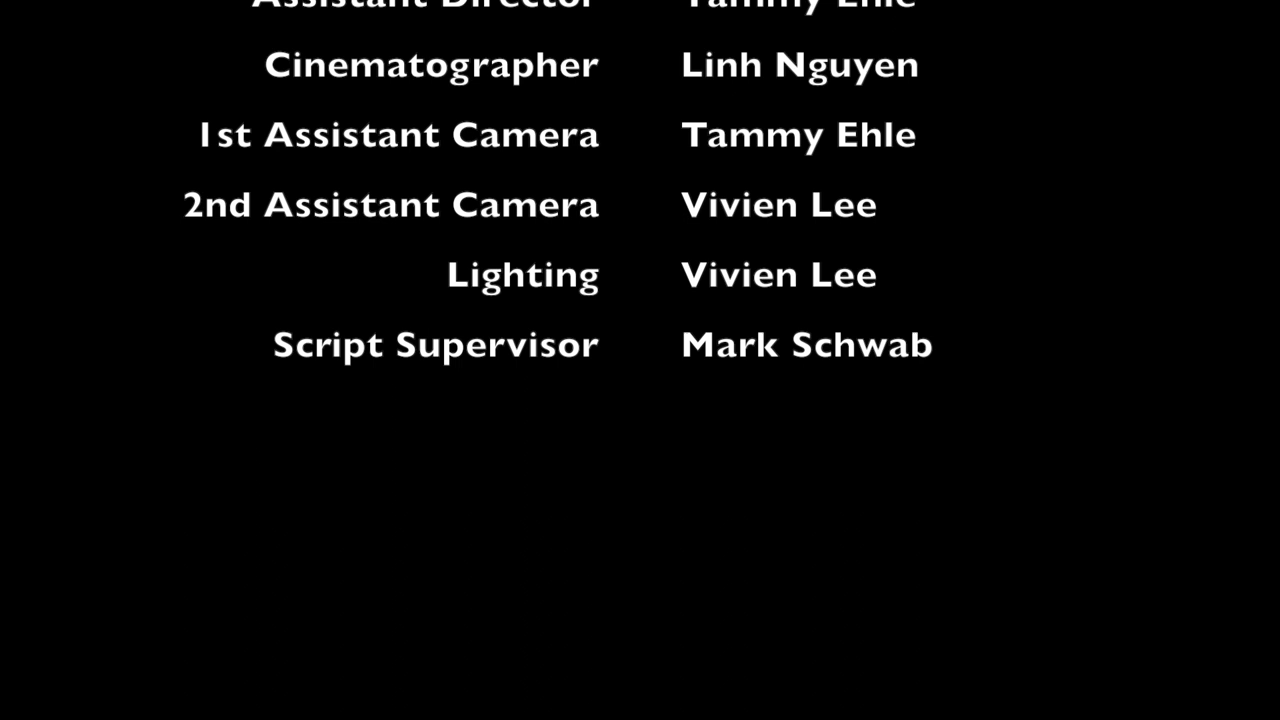 Assistant Director Tammy Ehle
Cinematographer Linh Nguyen
1st Assistant Camera Tammy Ehle
2nd Assistant Camera Vivien Lee
Lighting Vivien Lee
Script Supervisor Mark Schwab